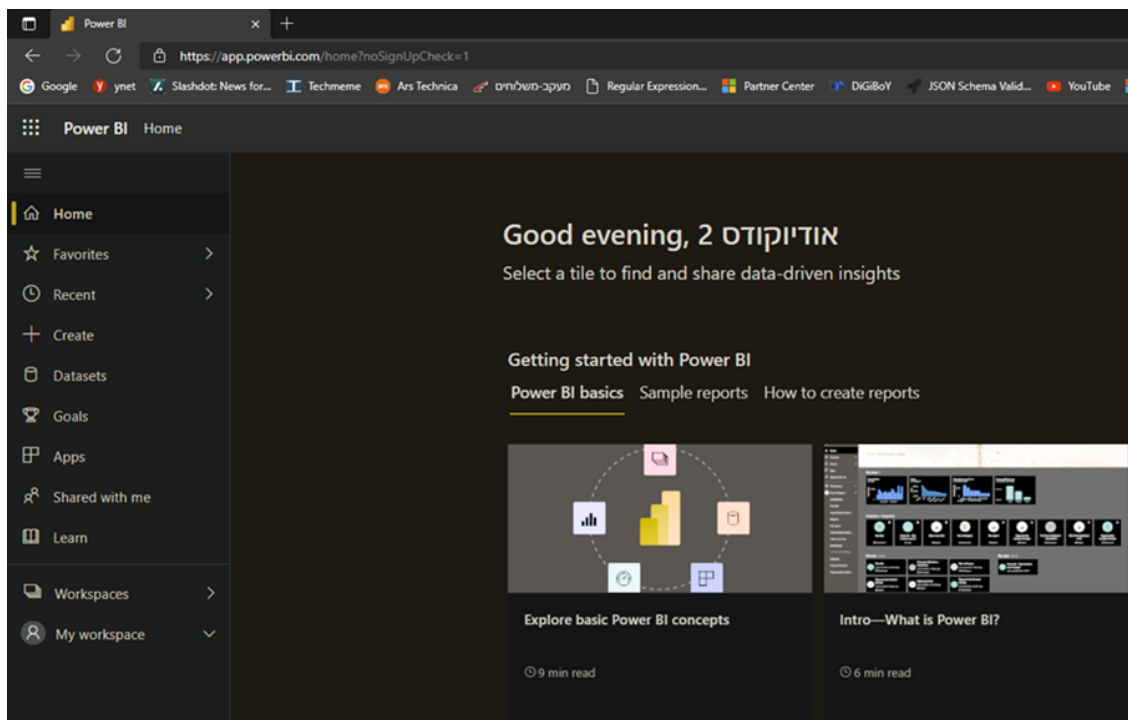 Power BI
https://app.powerbi.com/home?noSignUpCheck=1
Google ynet Slashdot: News for... Techmeme Ars Technica מעקב-משלוחים Regular Expression... Partner Center DiGiBoY JSON Schema Valid... YouTube
Power BI Home
Home
Favorites
Recent
Create
Datasets
Goals
Apps
Shared with me
Learn
Workspaces
My workspace
Good evening, 2 אודיוקודס
Select a tile to find and share data-driven insights
Getting started with Power BI
Power BI basics Sample reports How to create reports
Explore basic Power BI concepts
9 min read
Intro—What is Power BI?
6 min read